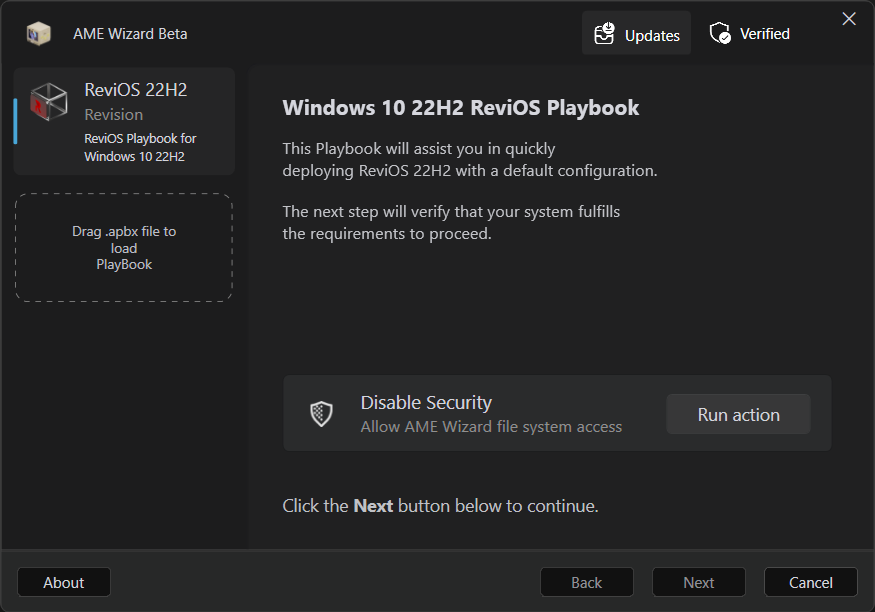 AME Wizard Beta
Updates
Verified
ReviOS 22H2
Revision
ReviOS Playbook for
Windows 10 22H2
Drag .apbx file to
load
PlayBook
Windows 10 22H2 ReviOS Playbook
This Playbook will assist you in quickly
deploying ReviOS 22H2 with a default configuration.
The next step will verify that your system fulfills
the requirements to proceed.
Disable Security
Allow AME Wizard file system access
Run action
Click the Next button below to continue.
About
Back
Next
Cancel